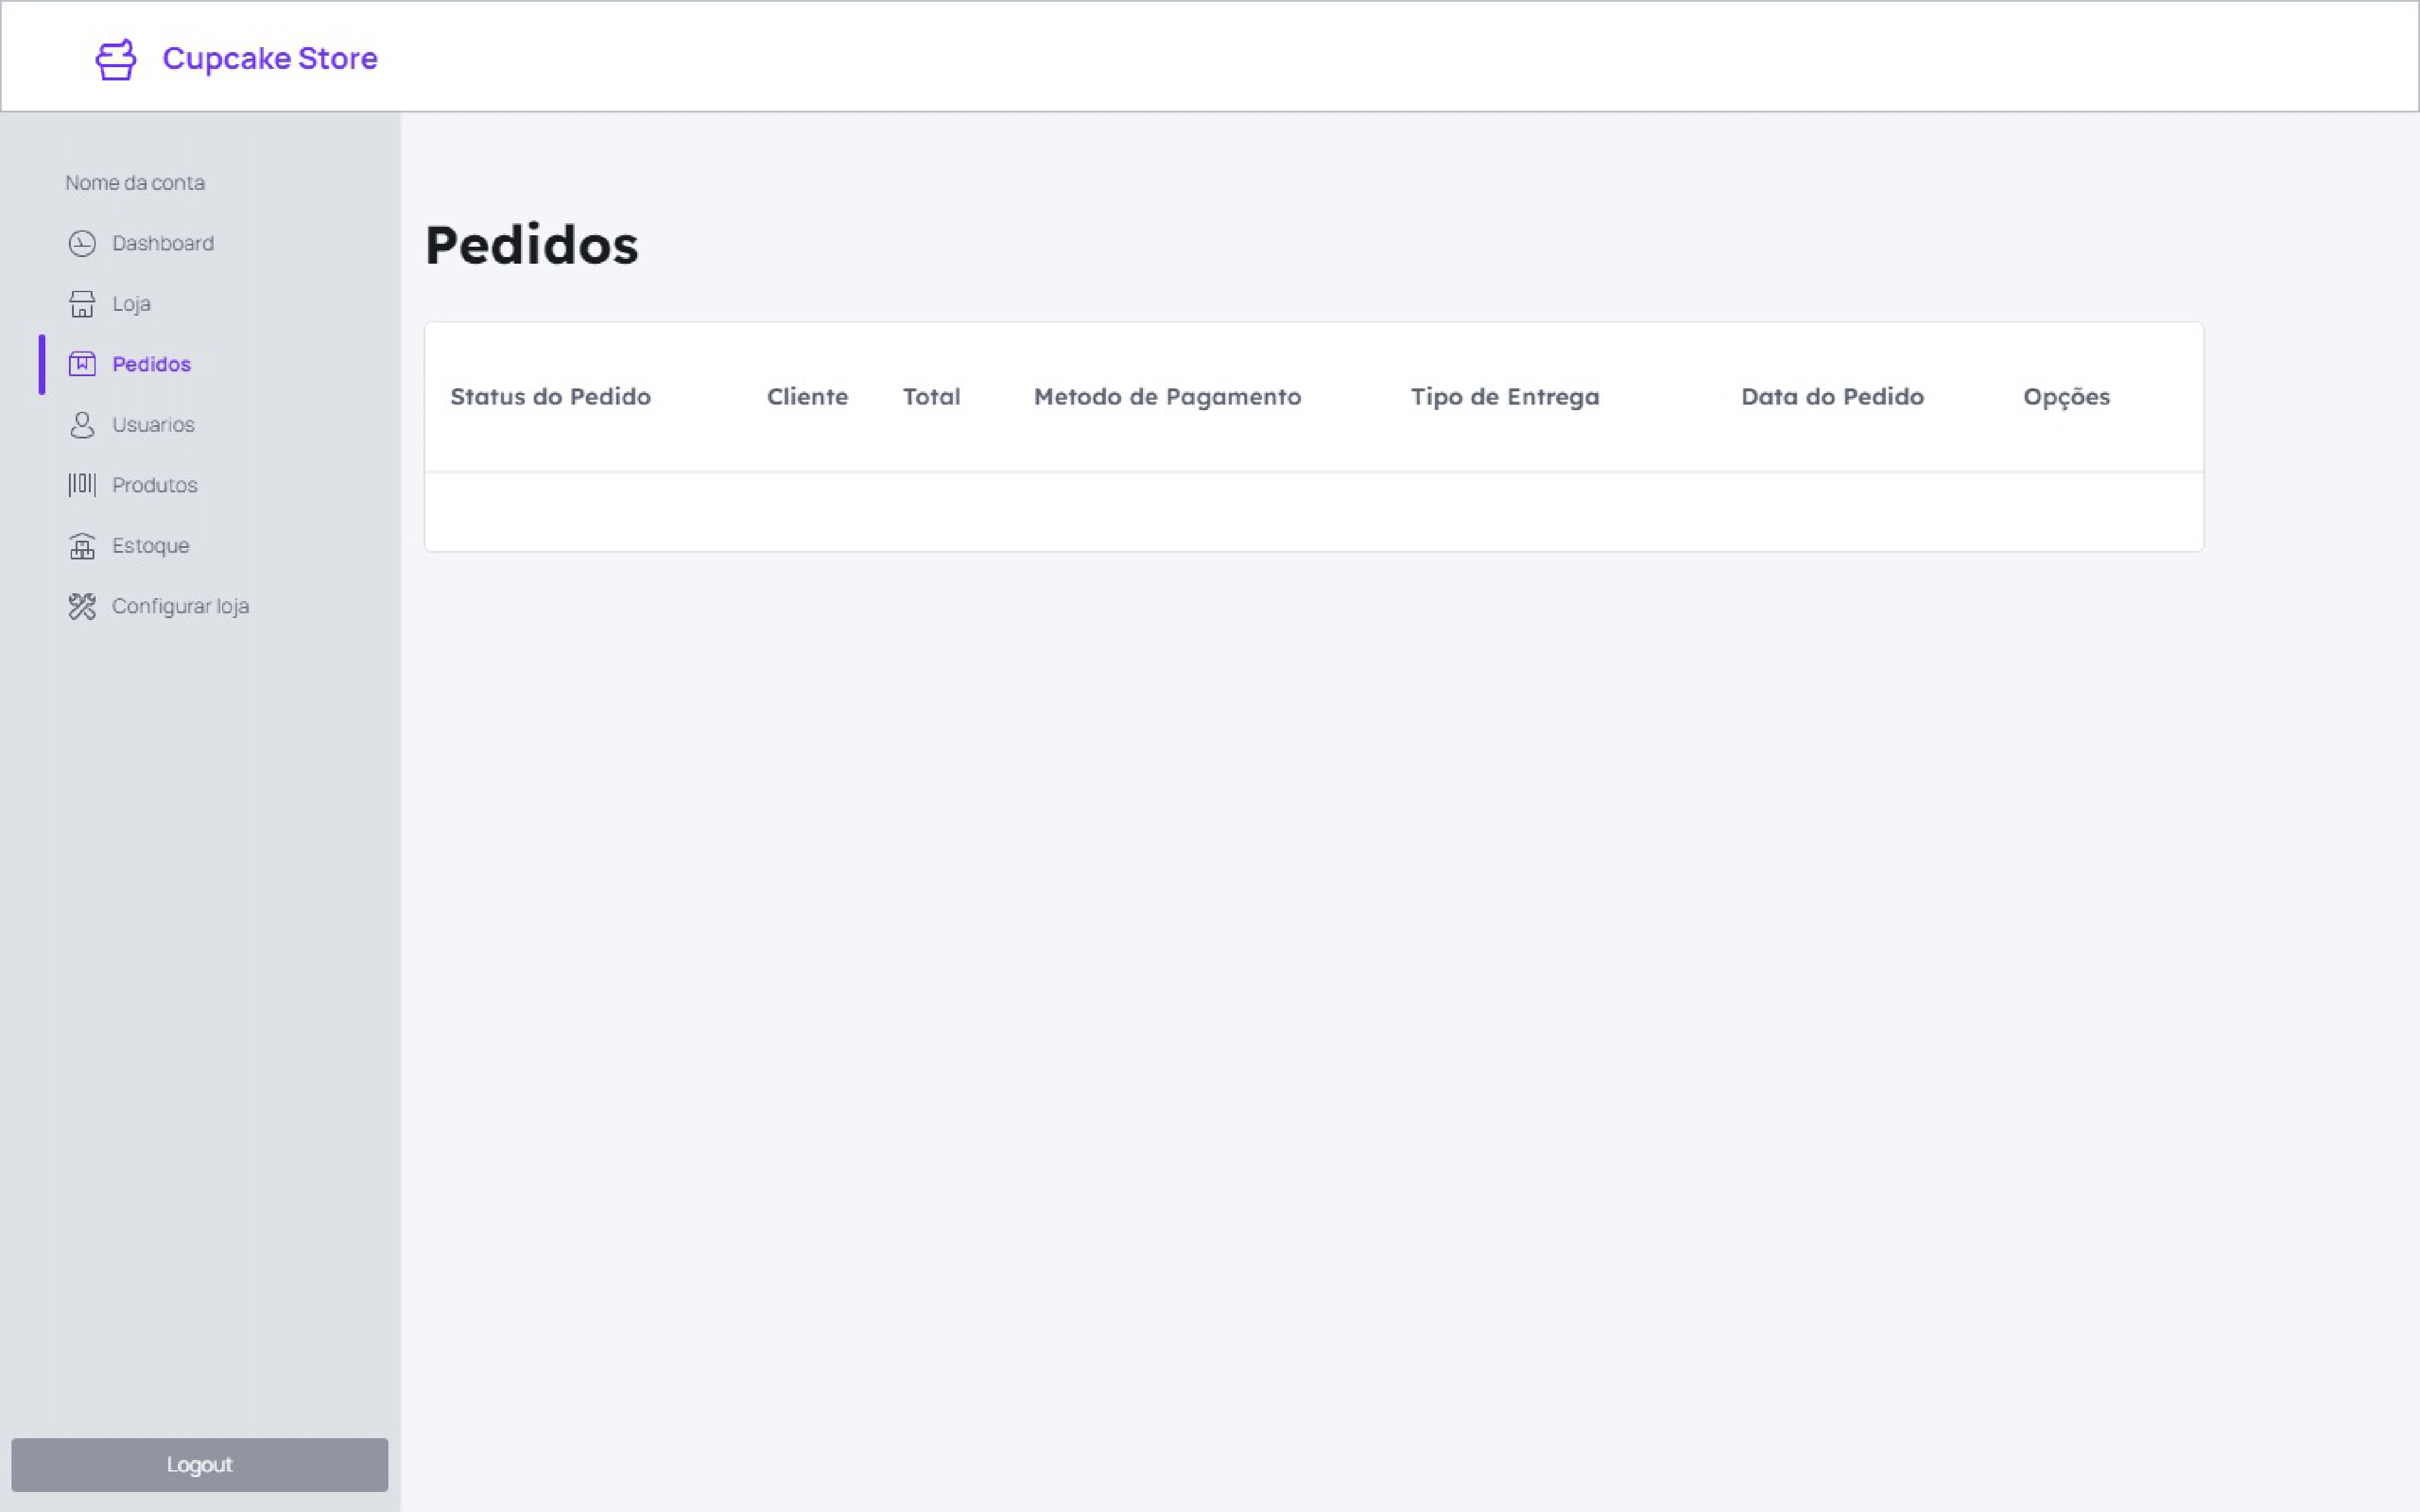 Cupcake Store
Nome da conta
Dashboard
Loja
Pedidos
Usuarios
Produtos
Estoque
Configurar loja
Logout
Pedidos
Status do Pedido Cliente Total Metodo de Pagamento Tipo de Entrega Data do Pedido Opções